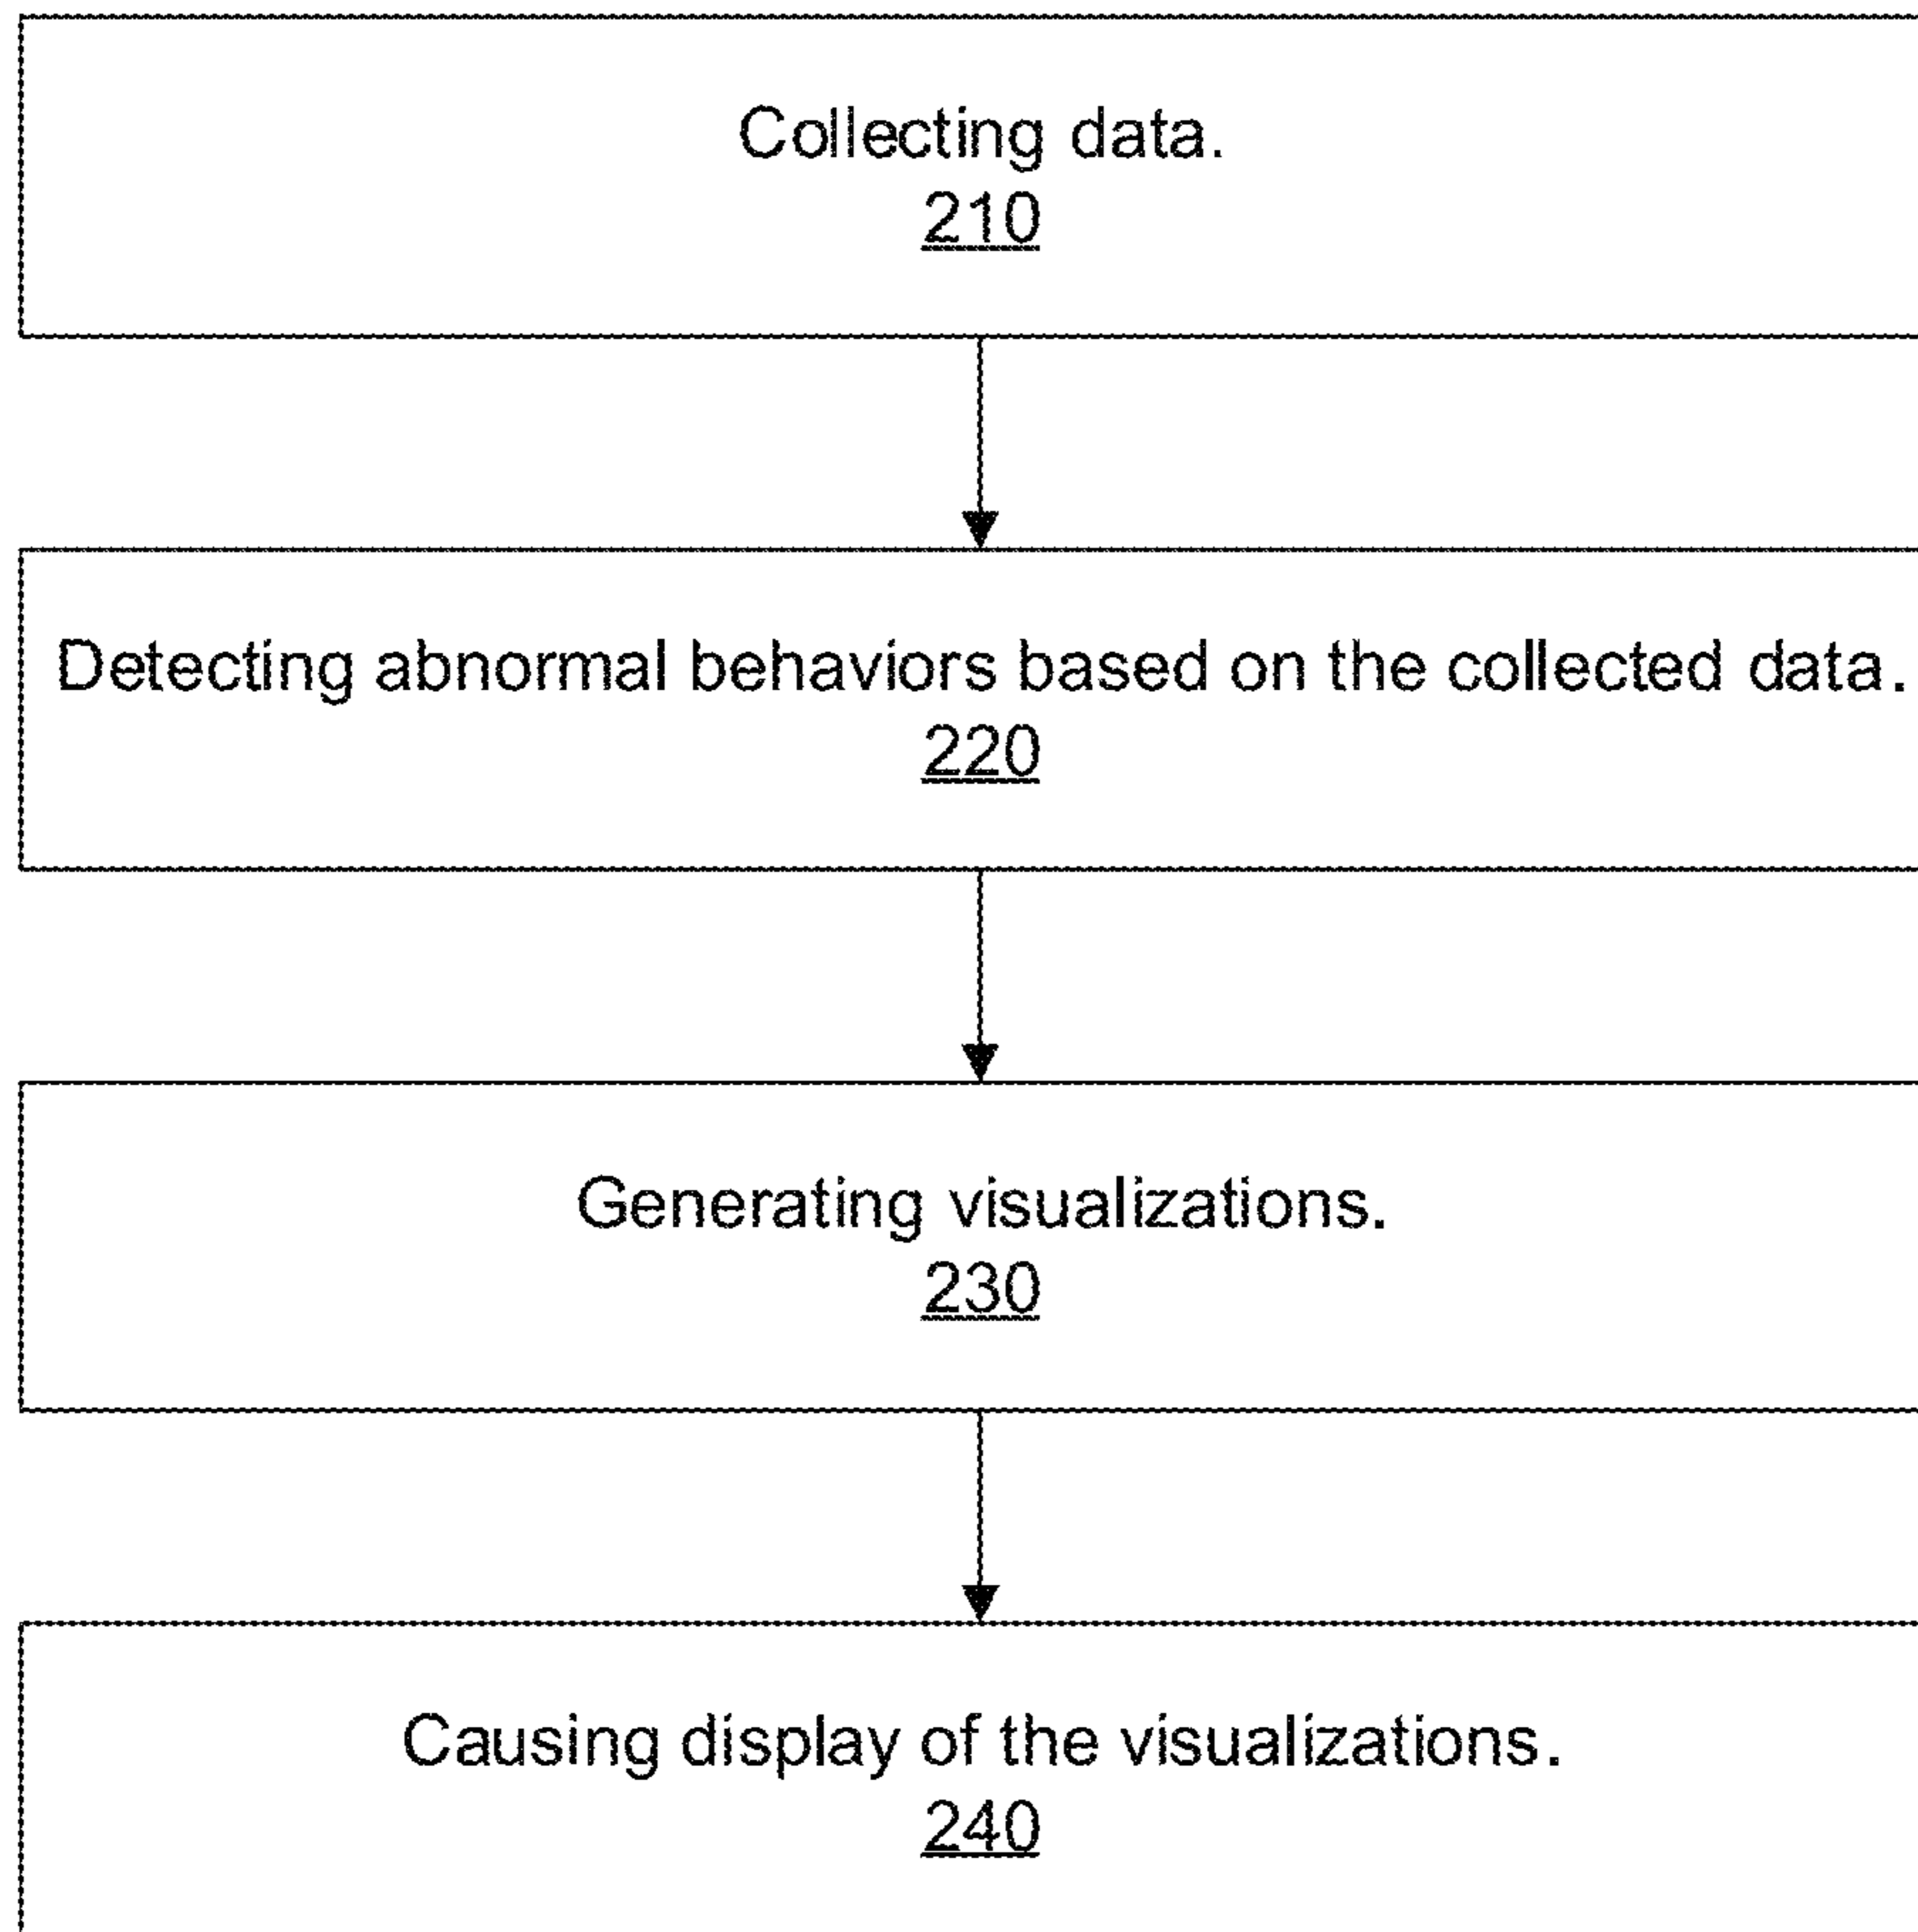 Collecting data.
210
Detecting abnormal behaviors based on the collected data.
220
Generating visualizations.
230
Causing display of the visualizations.
240